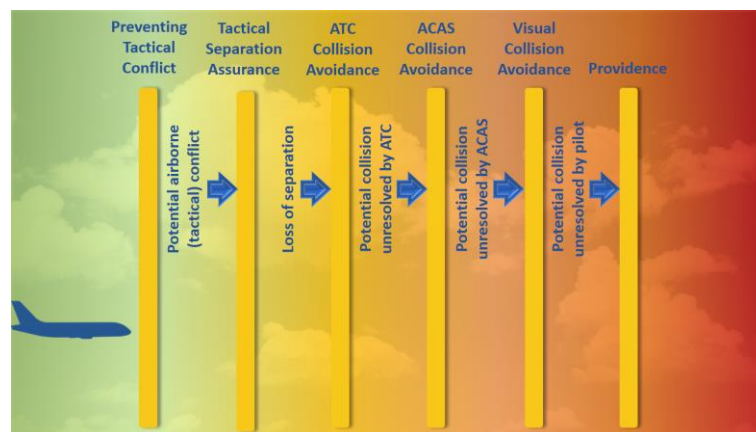 Preventing
Tactical
Conflict
Tactical
Separation
Assurance
ATC
Collision
Avoidance
ACAS
Collision
Avoidance
Visual
Collision
Avoidance
Providence
Potential airborne
(tactical) conflict
Loss of separation
Potential collision
unresolved by ATC
Potential collision
unresolved by ACAS
Potential collision
unresolved by pilot